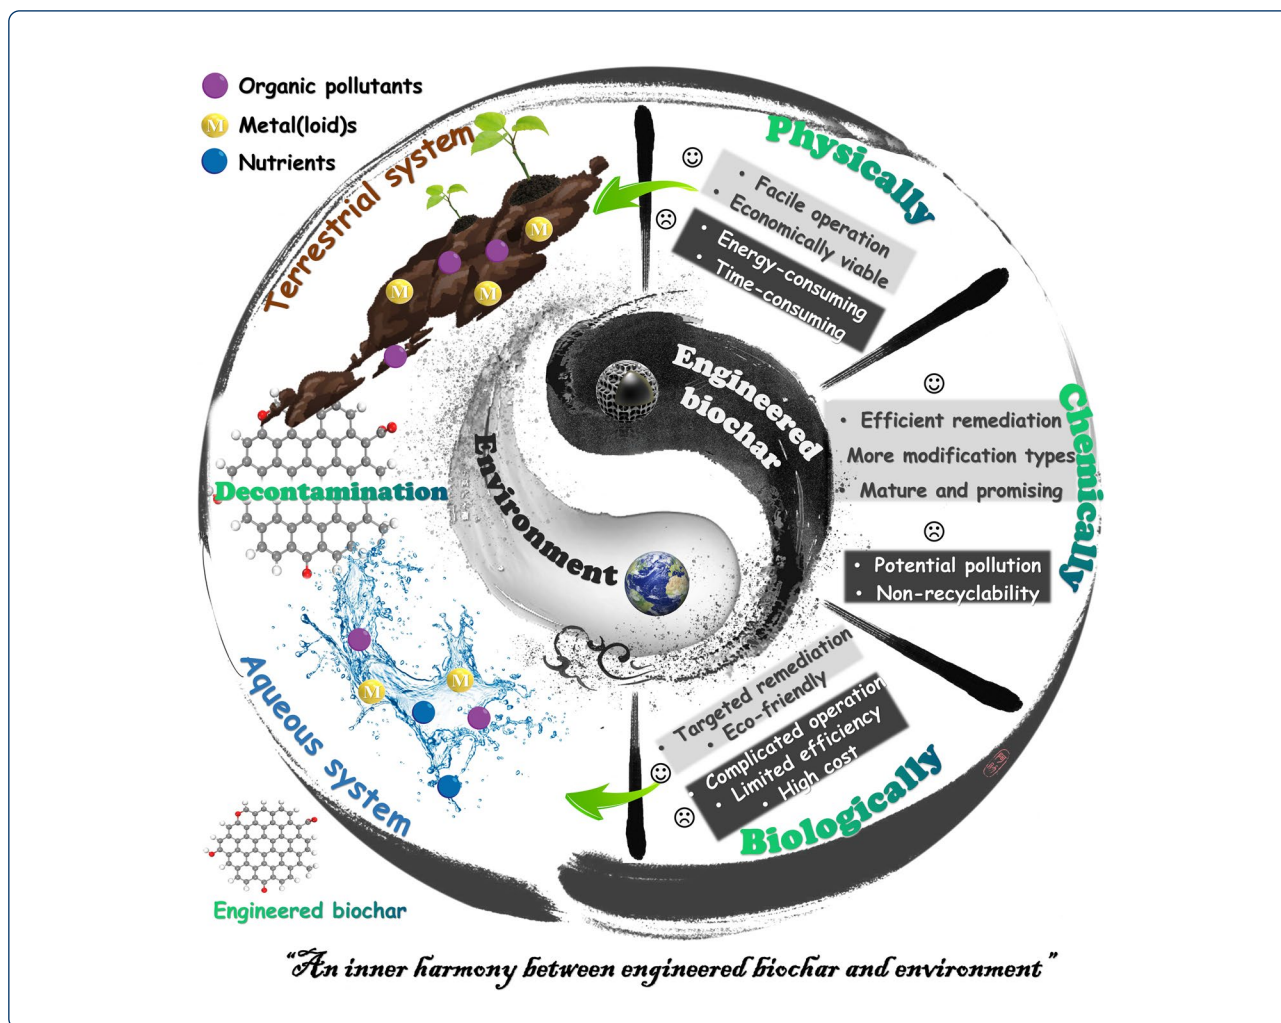 Organic pollutants
M Metal(loid)s
Nutrients
Terrestrial system
M
M
M
Decontamination
M
M
Aqueous system
Engineered biochar
Engineered
biochar
Environment
Physically
• Facile operation
• Economically viable
• Energy-consuming
• Time-consuming
Chemically
• Efficient remediation
More modification types
• Mature and promising
• Potential pollution
• Non-recyclability
• Targeted remediation
• Eco-friendly
• Complicated operation
• Limited efficiency
• High cost
Biologically
“An inner harmony between engineered biochar and environment”